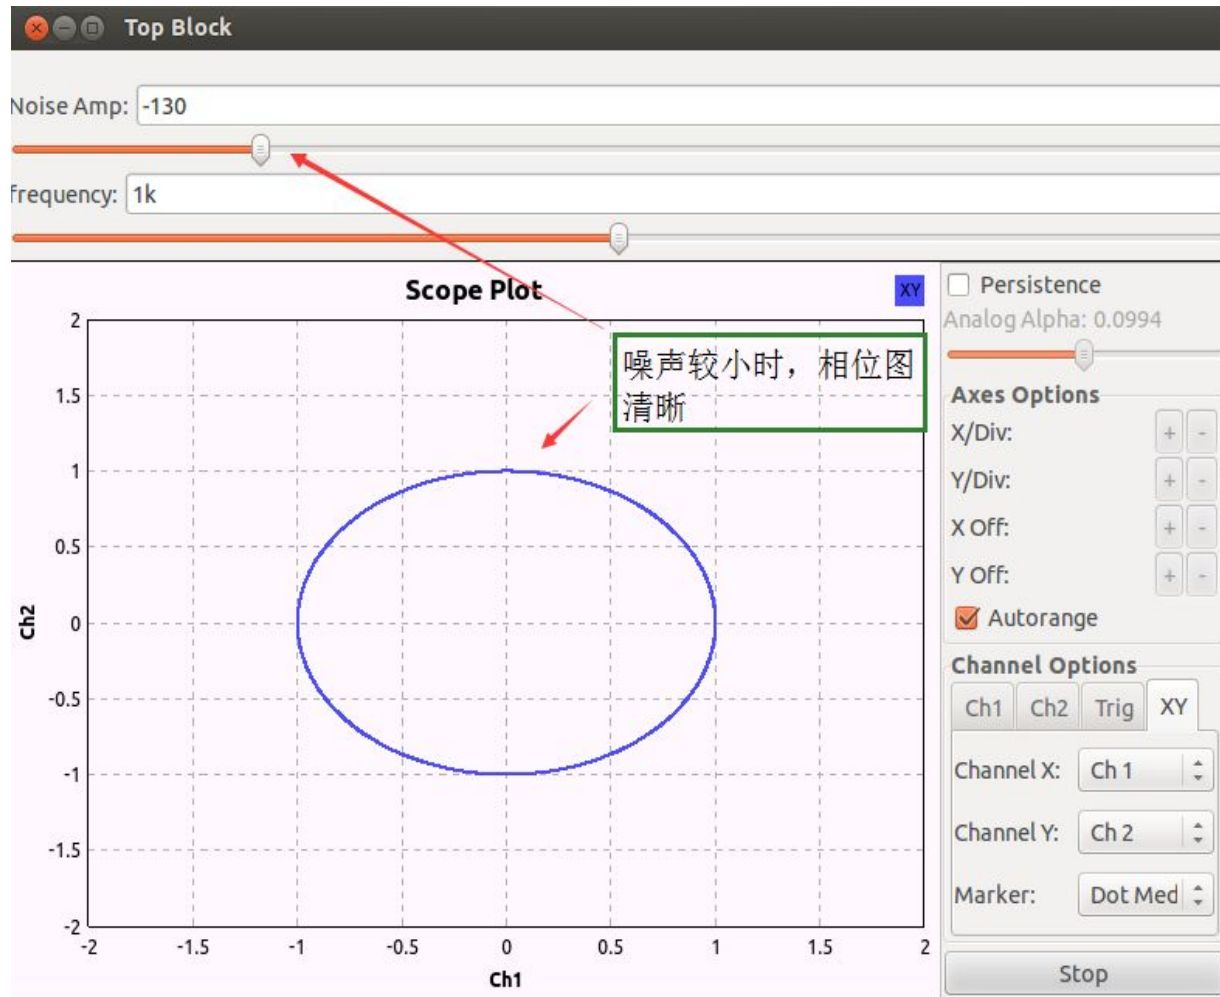 Top Block
Noise Amp: -130
frequency: 1k
Scope Plot
XY
Persistence
Analog Alpha: 0.0994
Axes Options
X/Div: + -
Y/Div: + -
X Off: + -
Y Off: + -
Autorange
Channel Options
Ch1 Ch2 Trig XY
Channel X: Ch 1
Channel Y: Ch 2
Marker: Dot Med
Stop
噪声较小时，相位图
清晰
2
1.5
1
0.5
0
-0.5
-1
-1.5
-2
Ch2
-2 -1.5 -1 -0.5 0 0.5 1 1.5 2
Ch1